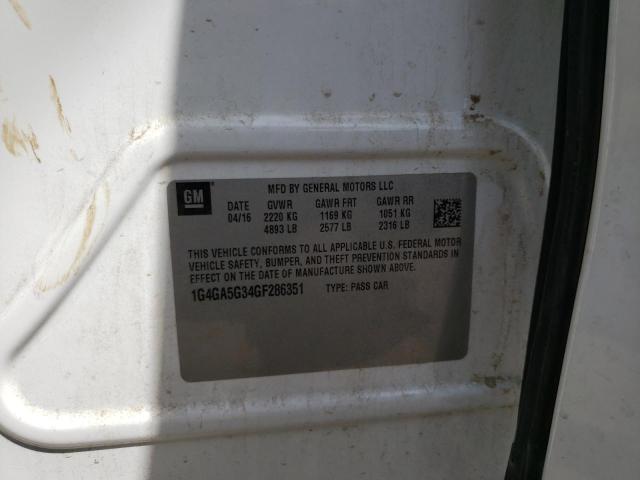 GM
MFD BY GENERAL MOTORS LLC
DATE GVWR GAWR FRT GAWR RR
04/16 2220 KG 1169 KG 1051 KG
4893 LB 2577 LB 2316 LB
THIS VEHICLE CONFORMS TO ALL APPLICABLE U.S. FEDERAL MOTOR
VEHICLE SAFETY, BUMPER, AND THEFT PREVENTION STANDARDS IN
EFFECT ON THE DATE OF MANUFACTURE SHOWN ABOVE.
1G4GA5G34GF286351 TYPE: PASS CAR